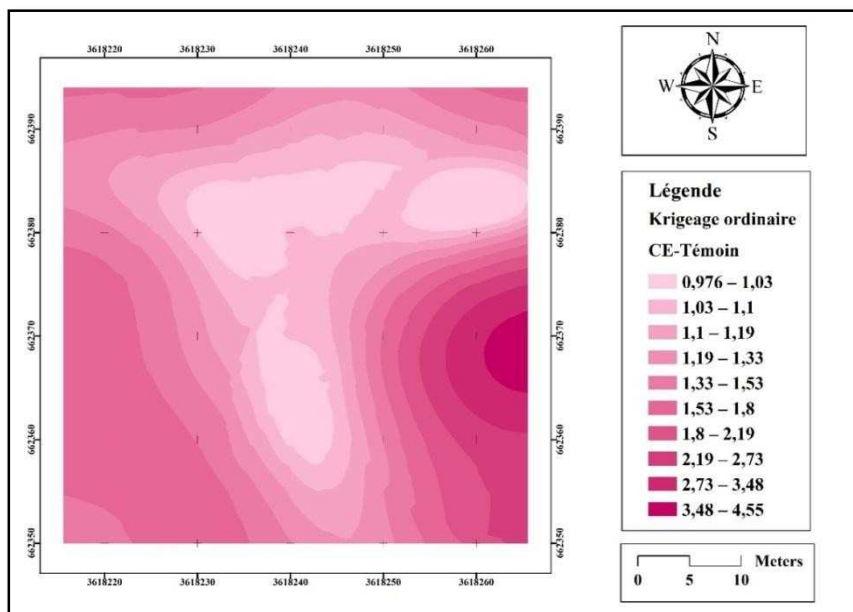 3618220 3618230 3618240 3618250 3618260
662390 662390
662380 662380
662370 662370
662360 662360
662350 662350
3618220 3618230 3618240 3618250 3618260
N
W E
S
Légende
Krigeage ordinaire
CE-Témoin
0,976 – 1,03
1,03 – 1,1
1,1 – 1,19
1,19 – 1,33
1,33 – 1,53
1,53 – 1,8
1,8 – 2,19
2,19 – 2,73
2,73 – 3,48
3,48 – 4,55
Meters
0 5 10